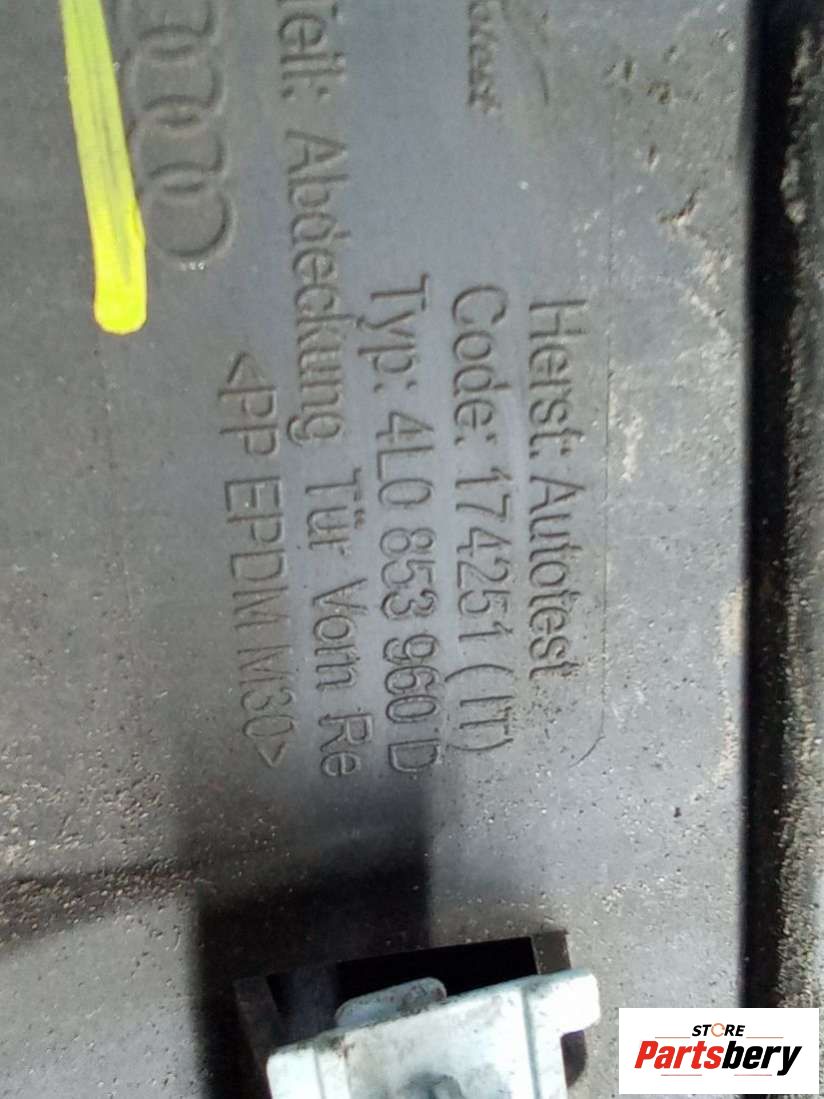 Herst: Autotest
Code: 174251 (IT)
Typ: 4L0 853 960 D
Teil: Abdeckung Tür Vorn Re
<PP EPDM M30>
STORE
Partsbery